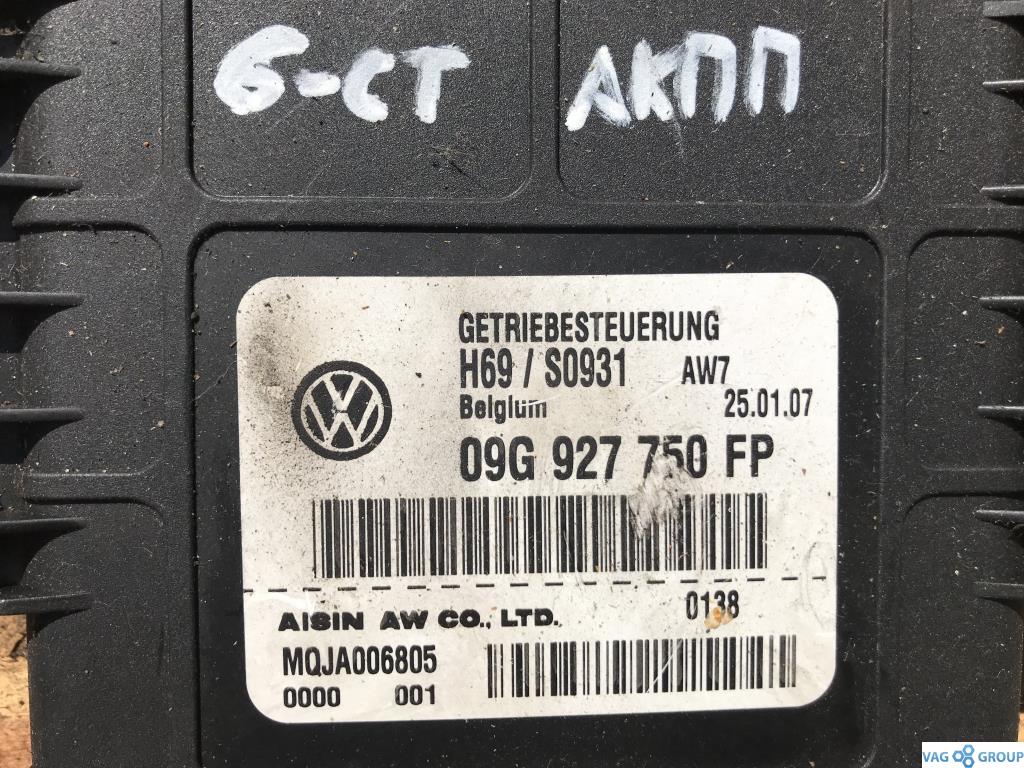 6-СТ АКПП
GETRIEBESTEUERUNG
H69 / S0931 AW7
Belgium 25.01.07
09G 927 750 FP
0138
AISIN AW CO., LTD.
MQJA006805
0000 001
VAG GROUP